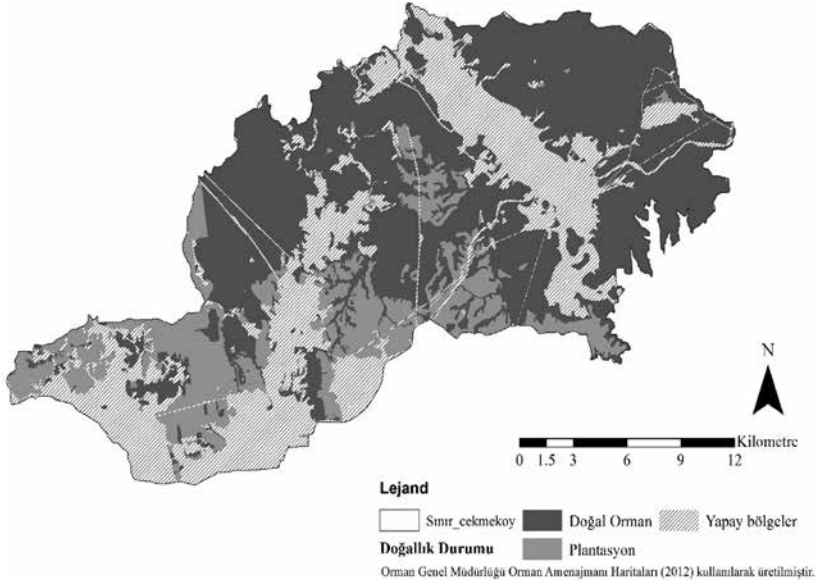 N
Kilometre
0 1.5 3 6 9 12
Lejand
Sınır_cekmekoy Doğal Orman Yapay bölgeler
Doğallık Durumu Plantasyon
Orman Genel Müdürlüğü Orman Amenajmanı Haritaları (2012) kullanılarak üretilmiştir.